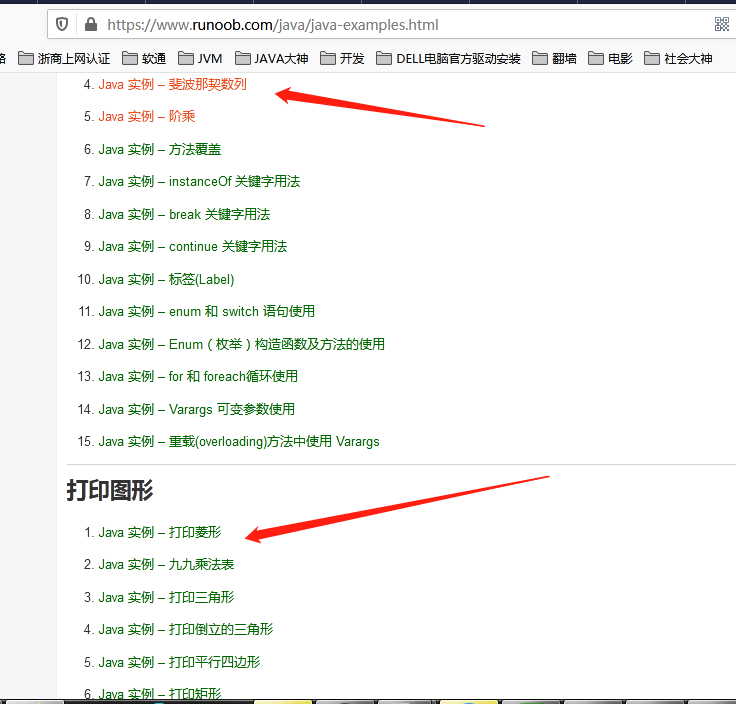 https://www.runoob.com/java/java-examples.html
浙商上网认证 软通 JVM JAVA大神 开发 DELL电脑官方驱动安装 翻墙 电影 社会大神
4. Java 实例 – 斐波那契数列
5. Java 实例 – 阶乘
6. Java 实例 – 方法覆盖
7. Java 实例 – instanceOf 关键字用法
8. Java 实例 – break 关键字用法
9. Java 实例 – continue 关键字用法
10. Java 实例 – 标签(Label)
11. Java 实例 – enum 和 switch 语句使用
12. Java 实例 – Enum（枚举）构造函数及方法的使用
13. Java 实例 – for 和 foreach循环使用
14. Java 实例 – Varargs 可变参数使用
15. Java 实例 – 重载(overloading)方法中使用 Varargs
打印图形
1. Java 实例 – 打印菱形
2. Java 实例 – 九九乘法表
3. Java 实例 – 打印三角形
4. Java 实例 – 打印倒立的三角形
5. Java 实例 – 打印平行四边形
6. Java 实例 – 打印矩形